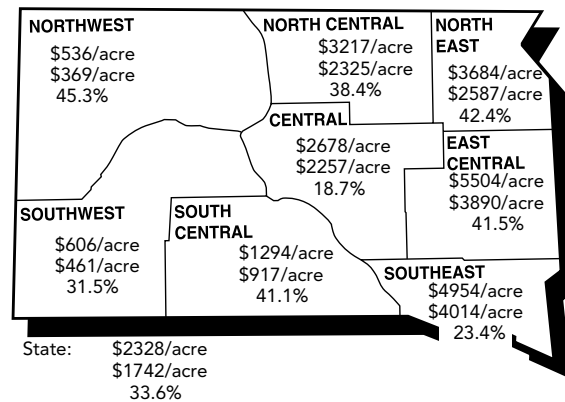 NORTHWEST
$536/acre
$369/acre
45.3%
NORTH CENTRAL
$3217/acre
$2325/acre
38.4%
NORTH
EAST
$3684/acre
$2587/acre
42.4%
CENTRAL
$2678/acre
$2257/acre
18.7%
EAST
CENTRAL
$5504/acre
$3890/acre
41.5%
SOUTHWEST
$606/acre
$461/acre
31.5%
SOUTH
CENTRAL
$1294/acre
$917/acre
41.1%
SOUTHEAST
$4954/acre
$4014/acre
23.4%
State: $2328/acre
$1742/acre
33.6%